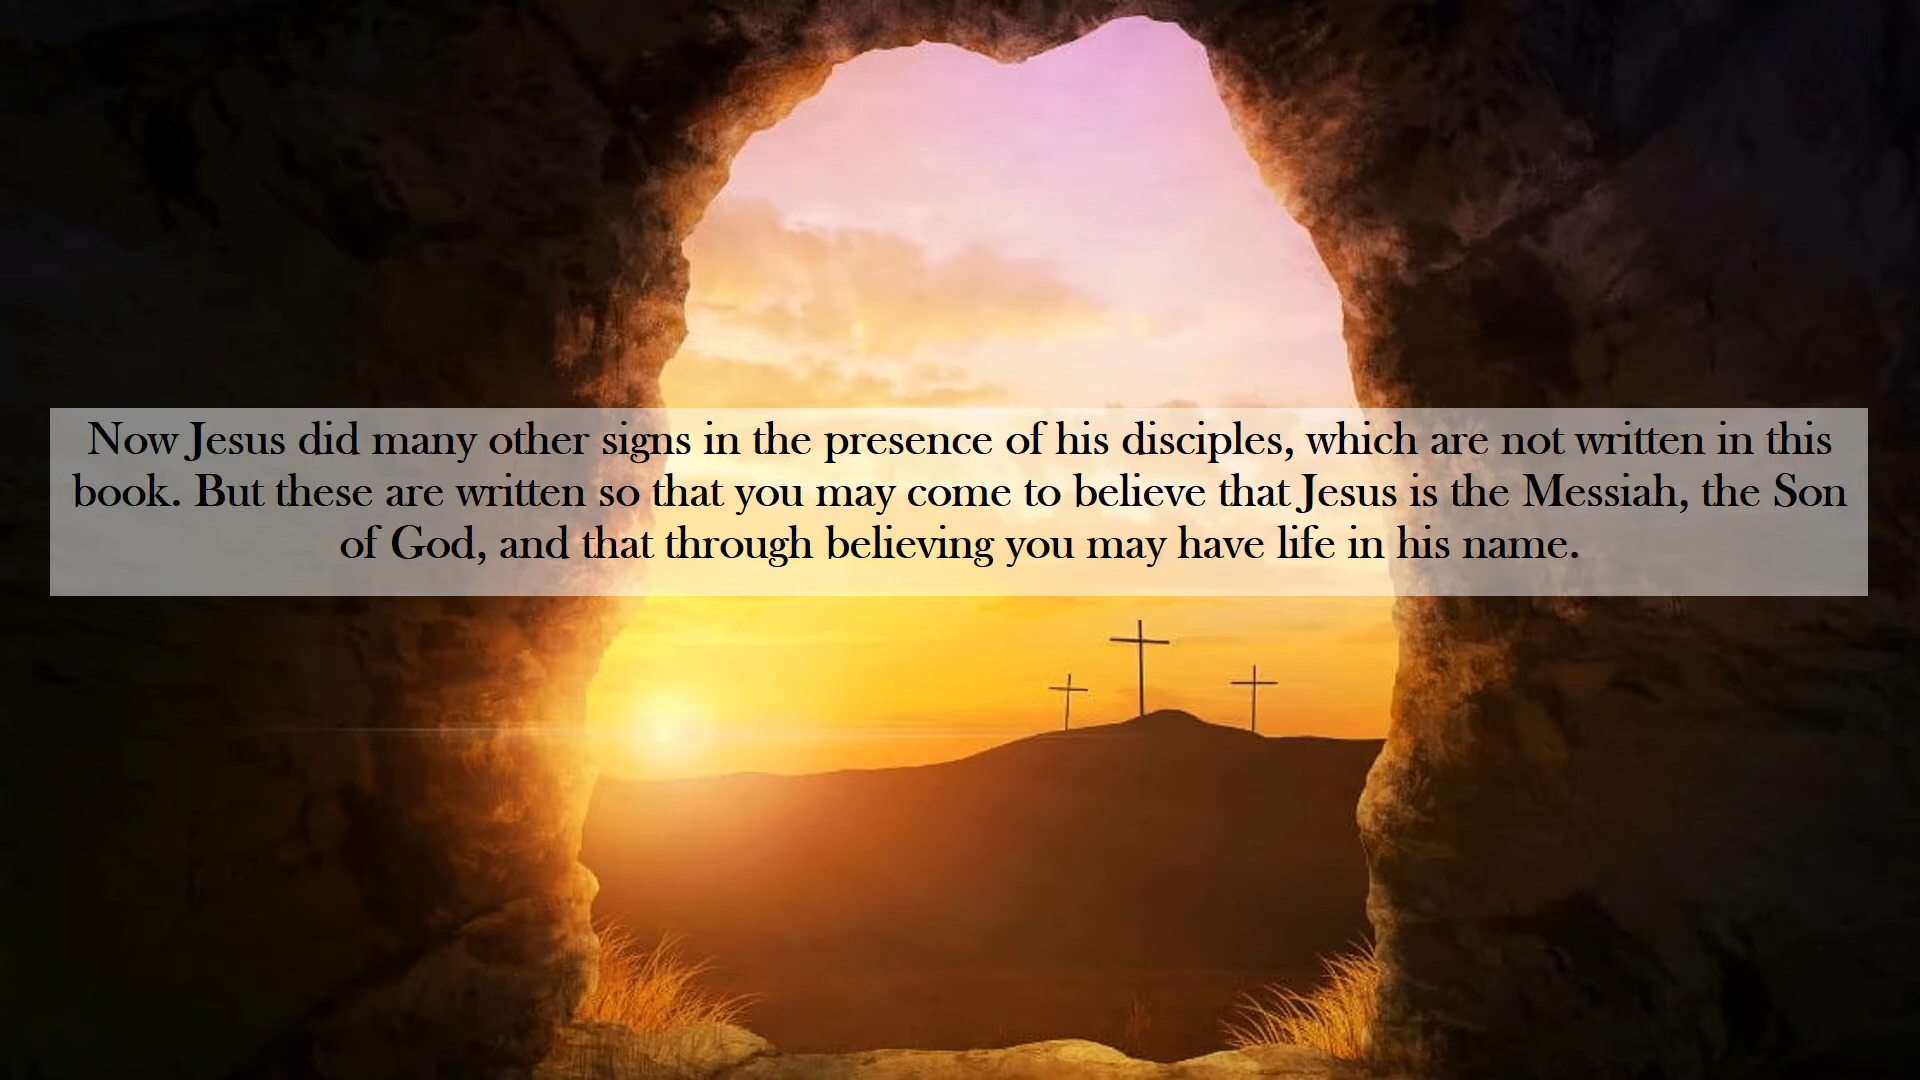 Now Jesus did many other signs in the presence of his disciples, which are not written in this
book. But these are written so that you may come to believe that Jesus is the Messiah, the Son
of God, and that through believing you may have life in his name.